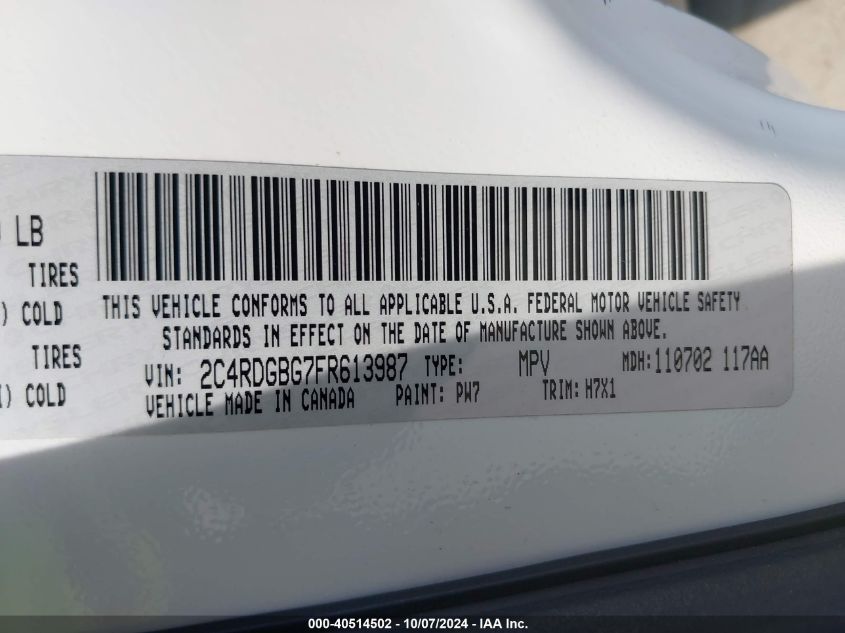 LB
TIRES
) COLD
TIRES
) COLD
THIS VEHICLE CONFORMS TO ALL APPLICABLE U.S.A. FEDERAL MOTOR VEHICLE SAFETY
STANDARDS IN EFFECT ON THE DATE OF MANUFACTURE SHOWN ABOVE.
VIN: 2C4RDGBG7FR613987 TYPE: MPV MDH:110702 117AA
VEHICLE MADE IN CANADA PAINT: PW7 TRIM: H7X1
000-40514502 - 10/07/2024 - IAA Inc.